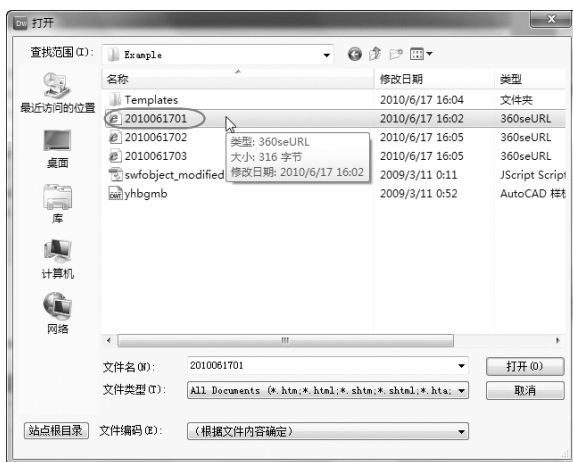 Dw 打开
查找范围(I): Example
名称 修改日期 类型
最近访问的位置
桌面
库
计算机
网络
Templates 2010/6/17 16:04 文件夹
2010061701 2010/6/17 16:02 360seURL
2010061702 2010/6/17 16:05 360seURL
2010061703 2010/6/17 16:05 360seURL
swfobject_modified 2009/3/11 0:11 JScript Script
yhbgmb 2009/3/11 0:52 AutoCAD 样板
类型: 360seURL
大小: 316 字节
修改日期: 2010/6/17 16:02
文件名(N): 2010061701 打开(O)
文件类型(T): All Documents (*.htm;*.html;*.shtm;*.shtml;*.hta; 取消
站点根目录 文件编码(E): (根据文件内容确定)